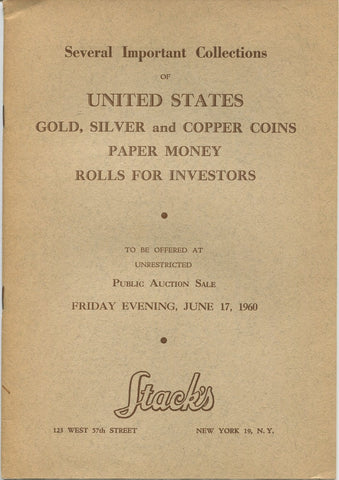 Several Important Collections
OF
UNITED STATES
GOLD, SILVER and COPPER COINS
PAPER MONEY
ROLLS FOR INVESTORS
TO BE OFFERED AT
UNRESTRICTED
PUBLIC AUCTION SALE
FRIDAY EVENING, JUNE 17, 1960
Stack's
123 WEST 57th STREET NEW YORK 19, N. Y.